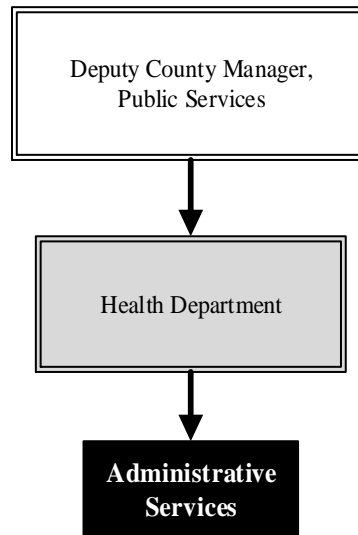 Deputy County Manager,
Public Services
Health Department
Administrative
Services